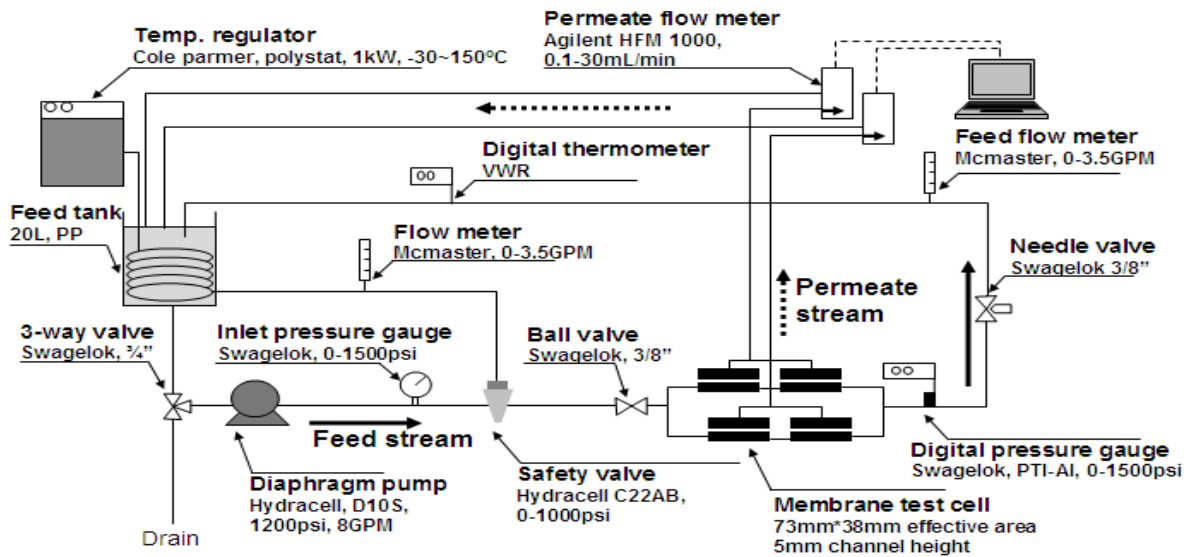 Temp. regulator
Cole parmer, polystat, 1kW, -30~150°C
Permeate flow meter
Agilent HFM 1000,
0.1-30mL/min
Feed flow meter
Mcmaster, 0-3.5GPM
Digital thermometer
VWR
Feed tank
20L, PP
Flow meter
Mcmaster, 0-3.5GPM
Needle valve
Swagelok 3/8”
Permeate
stream
3-way valve
Swagelok, ¾”
Inlet pressure gauge
Swagelok, 0-1500psi
Ball valve
Swagelok, 3/8”
Feed stream
Diaphragm pump
Hydracell, D10S,
1200psi, 8GPM
Safety valve
Hydracell C22AB,
0-1000psi
Digital pressure gauge
Swagelok, PTI-AI, 0-1500psi
Membrane test cell
73mm*38mm effective area
5mm channel height
Drain